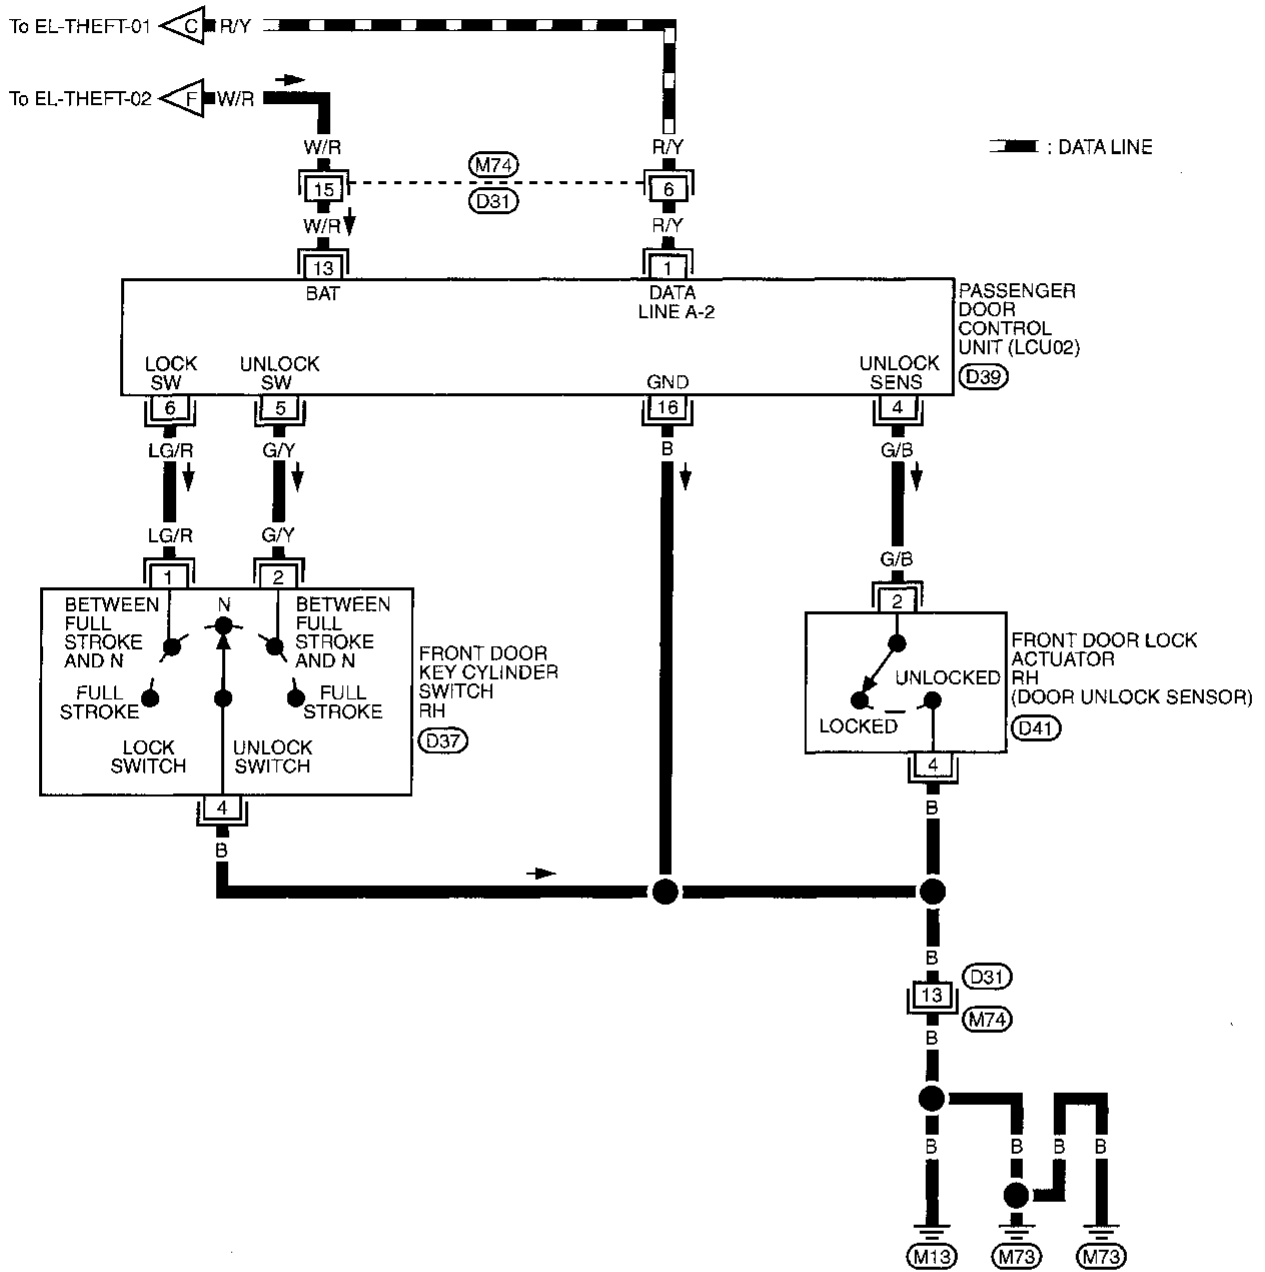 To EL-THEFT-01 C R/Y
To EL-THEFT-02 F W/R
W/R
R/Y
: DATA LINE
M74
15
6
D31
W/R
R/Y
13
1
BAT
DATA
LINE A-2
PASSENGER
DOOR
CONTROL
UNIT (LCU02)
D39
LOCK
SW
UNLOCK
SW
GND
UNLOCK
SENS
6
5
16
4
LG/R
G/Y
B
G/B
LG/R
G/Y
G/B
1
2
2
BETWEEN
FULL
STROKE
AND N
N
BETWEEN
FULL
STROKE
AND N
FULL
STROKE
FULL
STROKE
LOCK
SWITCH
UNLOCK
SWITCH
FRONT DOOR
KEY CYLINDER
SWITCH
RH
D37
UNLOCKED
LOCKED
FRONT DOOR LOCK
ACTUATOR
RH
(DOOR UNLOCK SENSOR)
D41
4
4
B
B
B
D31
13
M74
B
B
B
B
B
M13
M73
M73